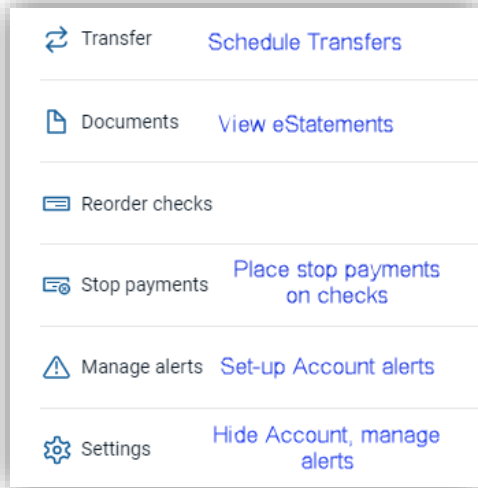 Transfer Schedule Transfers
Documents View eStatements
Reorder checks
Stop payments Place stop payments
on checks
Manage alerts Set-up Account alerts
Settings Hide Account, manage
alerts